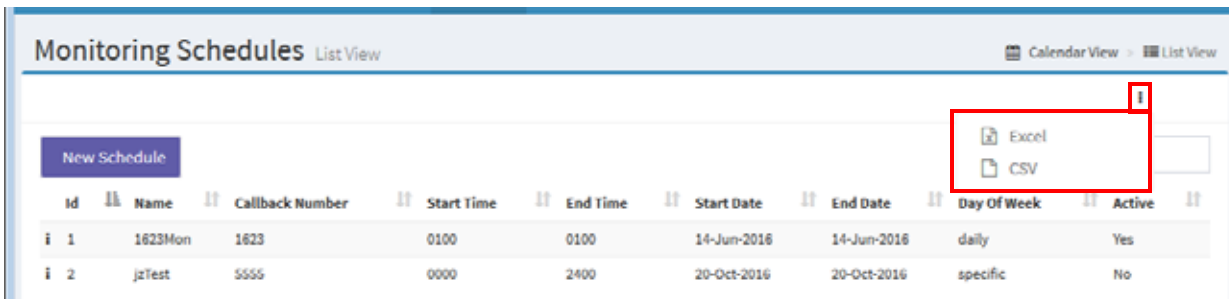 Monitoring Schedules List View
Calendar View > List View
Excel
CSV
New Schedule
Id Name Callback Number Start Time End Time Start Date End Date Day Of Week Active
1 1623Mon 1623 0100 0100 14-Jun-2016 14-Jun-2016 daily Yes
2 jzTest 5555 0000 2400 20-Oct-2016 20-Oct-2016 specific No